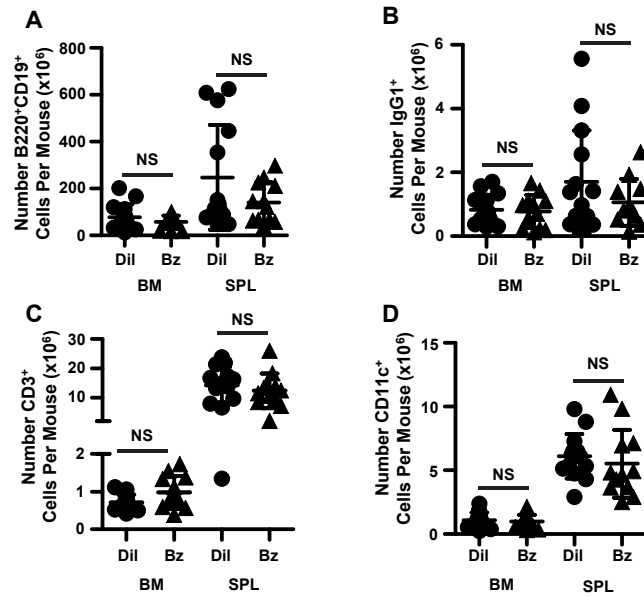 A
Number B220+CD19+
Cells Per Mouse (x10⁶)
800
600
400
200
0
NS
NS
Dil
Bz
Dil
Bz
BM
SPL
B
Number IgG1+
Cells Per Mouse (x10⁶)
6
4
2
0
NS
NS
Dil
Bz
Dil
Bz
BM
SPL
C
Number CD3+
Cells Per Mouse (x10⁶)
30
20
10
2
1
0
NS
NS
Dil
Bz
Dil
Bz
BM
SPL
D
Number CD11c+
Cells Per Mouse (x10⁶)
15
10
5
0
NS
NS
Dil
Bz
Dil
Bz
BM
SPL